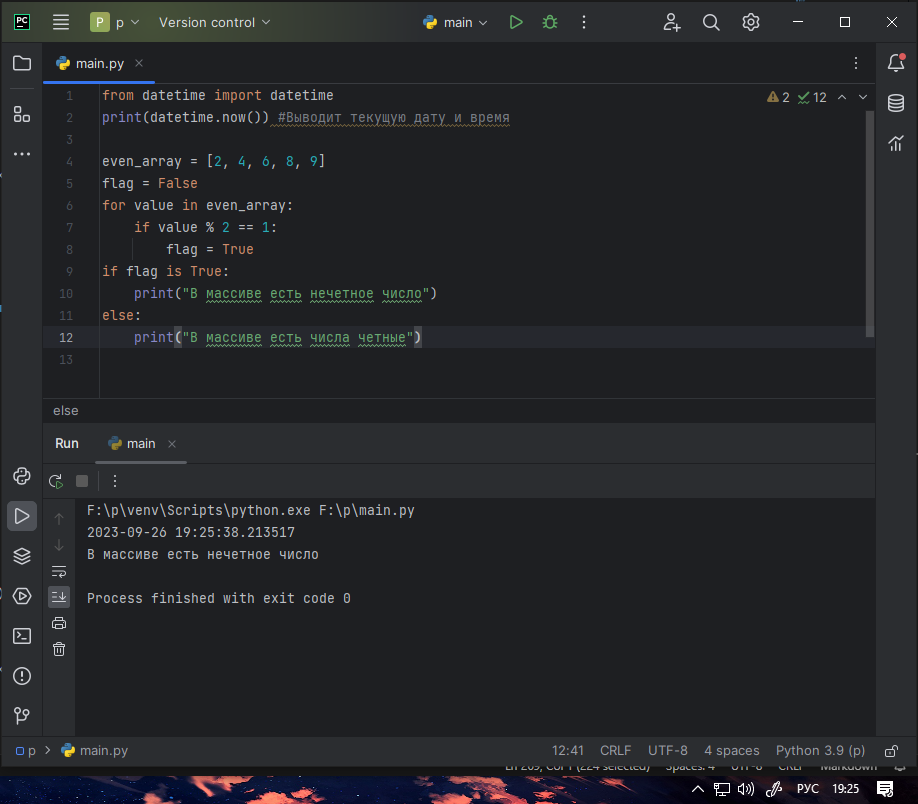 PC P p Version control main
main.py
1 from datetime import datetime 2 12
2 print(datetime.now()) #Выводит текущую дату и время
3
4 even_array = [2, 4, 6, 8, 9]
5 flag = False
6 for value in even_array:
7 if value % 2 == 1:
8 flag = True
9 if flag is True:
10 print("В массиве есть нечетное число")
11 else:
12 print("В массиве есть числа четные")
13
else
Run main
F:\p\venv\Scripts\python.exe F:\p\main.py
2023-09-26 19:25:38.213517
В массиве есть нечетное число
Process finished with exit code 0
p main.py 12:41 CRLF UTF-8 4 spaces Python 3.9 (p)
РУС 19:25